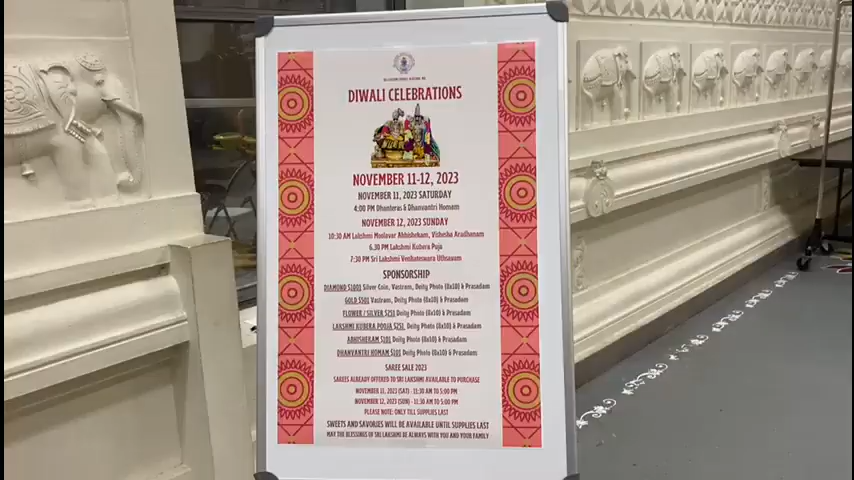 SRI LAKSHMI TEMPLE, ASHLAND, MA
DIWALI CELEBRATIONS
NOVEMBER 11-12, 2023
NOVEMBER 11, 2023 SATURDAY
4:00 PM Dhanteras & Dhanvantri Homam
NOVEMBER 12, 2023 SUNDAY
10:30 AM Lakshmi Moolavar Abhishekam, Vishesha Aradhanam
6.30 PM Lakshmi Kubera Puja
7:30 PM Sri Lakshmi Venkateswara Uthsavam
SPONSORSHIP
DIAMOND $1001 Silver Coin, Vastram, Deity Photo (8x10) & Prasadam
GOLD $501 Vastram, Deity Photo (8x10) & Prasadam
FLOWER/ SILVER $251 Deity Photo (8x10) & Prasadam
LAKSHMI KUBERA POOJA $251 Deity Photo (8x10) & Prasadam
ABHISHEKAM $101 Deity Photo (8x10) & Prasadam
DHANVANTRI HOMAM $101 Deity Photo (8x10) & Prasadam
SAREE SALE 2023
SAREES ALREADY OFFERED TO SRI LAKSHMI AVAILABLE TO PURCHASE
NOVEMBER 11, 2023 (SAT) - 11:30 AM TO 5:00 PM
NOVEMBER 12, 2023 (SUN) - 11:30 AM TO 5:00 PM
PLEASE NOTE: ONLY TILL SUPPLIES LAST
SWEETS AND SAVORIES WILL BE AVAILABLE UNTIL SUPPLIES LAST
MAY THE BLESSINGS OF SRI LAKSHMI BE ALWAYS WITH YOU AND YOUR FAMILY